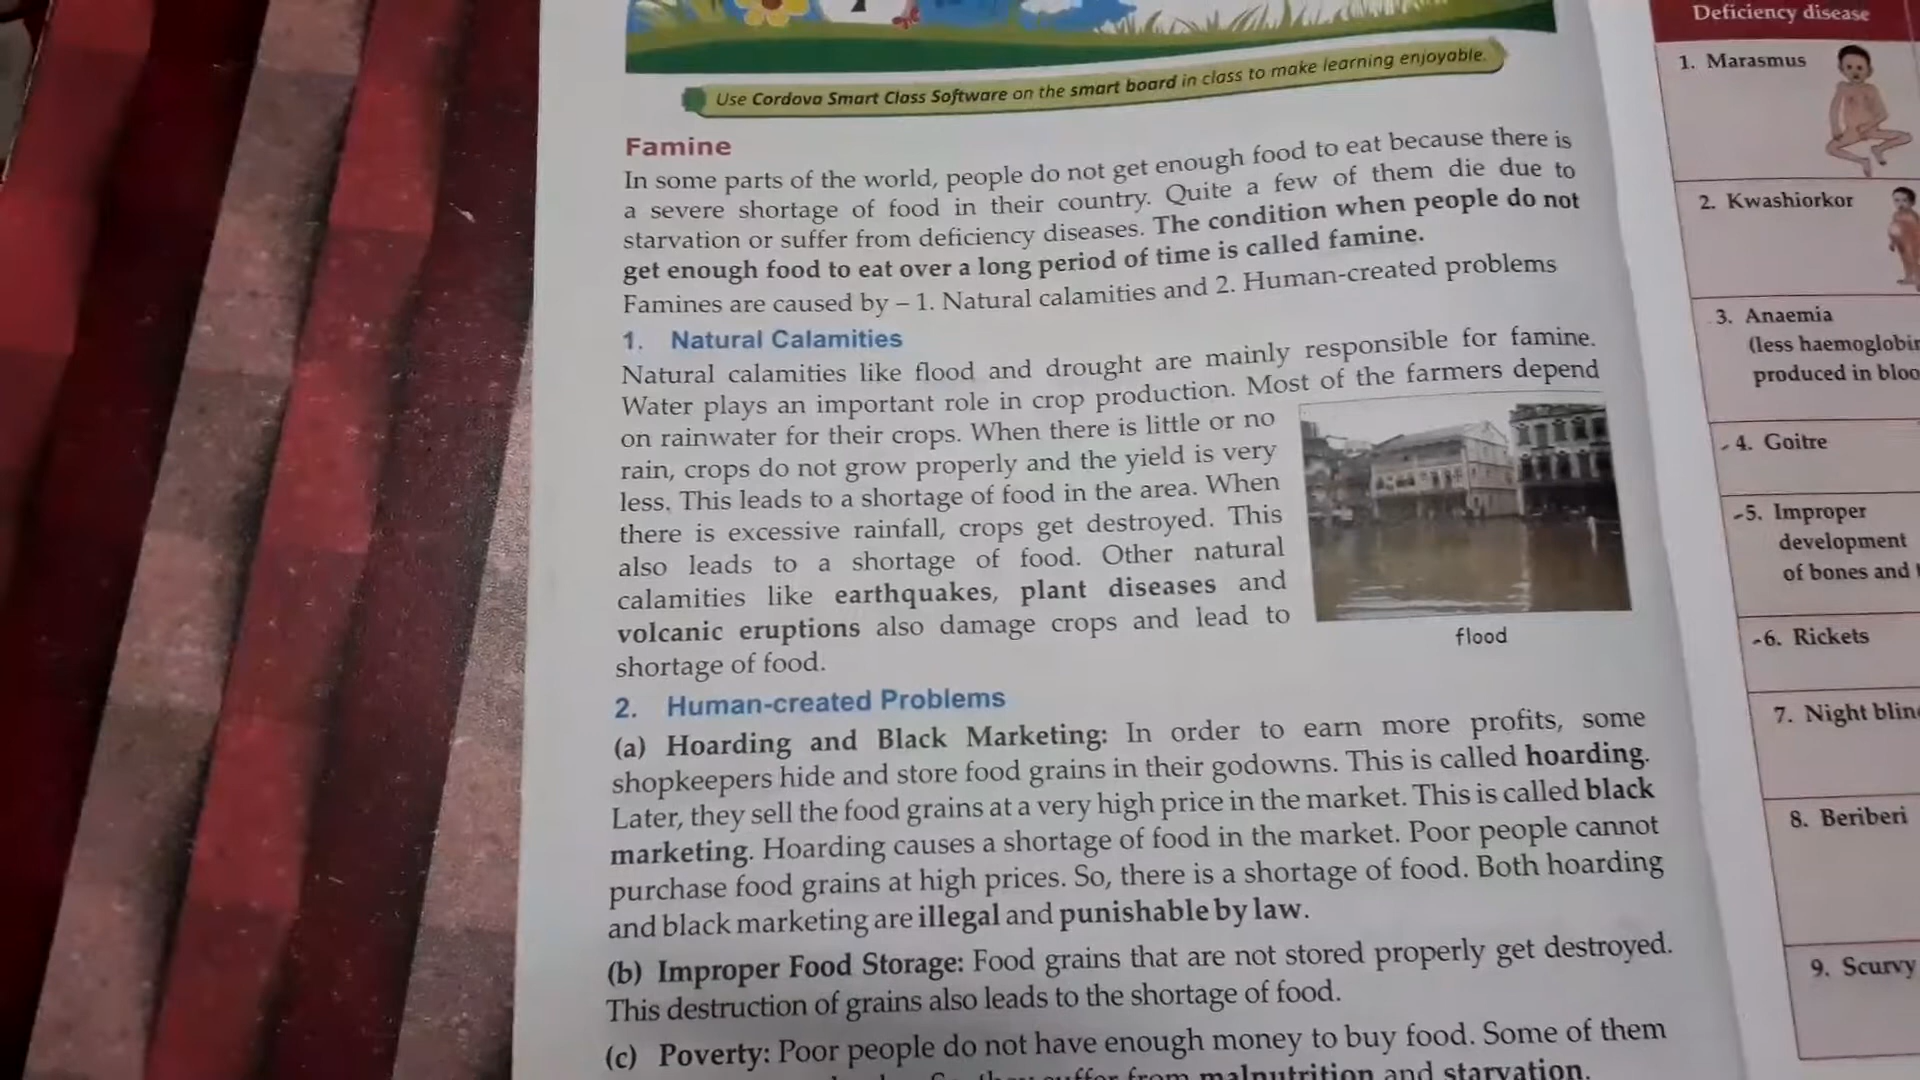 Use Cordova Smart Class Software on the smart board in class to make learning enjoyable.
Famine
In some parts of the world, people do not get enough food to eat because there is
a severe shortage of food in their country. Quite a few of them die due to
starvation or suffer from deficiency diseases. The condition when people do not
get enough food to eat over a long period of time is called famine.
Famines are caused by – 1. Natural calamities and 2. Human-created problems
1. Natural Calamities
Natural calamities like flood and drought are mainly responsible for famine.
Water plays an important role in crop production. Most of the farmers depend
on rainwater for their crops. When there is little or no
rain, crops do not grow properly and the yield is very
less. This leads to a shortage of food in the area. When
there is excessive rainfall, crops get destroyed. This
also leads to a shortage of food. Other natural
calamities like earthquakes, plant diseases and
volcanic eruptions also damage crops and lead to
shortage of food.
flood
2. Human-created Problems
(a) Hoarding and Black Marketing: In order to earn more profits, some
shopkeepers hide and store food grains in their godowns. This is called hoarding.
Later, they sell the food grains at a very high price in the market. This is called black
marketing. Hoarding causes a shortage of food in the market. Poor people cannot
purchase food grains at high prices. So, there is a shortage of food. Both hoarding
and black marketing are illegal and punishable by law.
(b) Improper Food Storage: Food grains that are not stored properly get destroyed.
This destruction of grains also leads to the shortage of food.
(c) Poverty: Poor people do not have enough money to buy food. Some of them
suffer from malnutrition and starvation.
Deficiency disease
1. Marasmus
2. Kwashiorkor
3. Anaemia
(less haemoglobin
produced in bloo
4. Goitre
5. Improper
development
of bones and
6. Rickets
7. Night blin
8. Beriberi
9. Scurvy